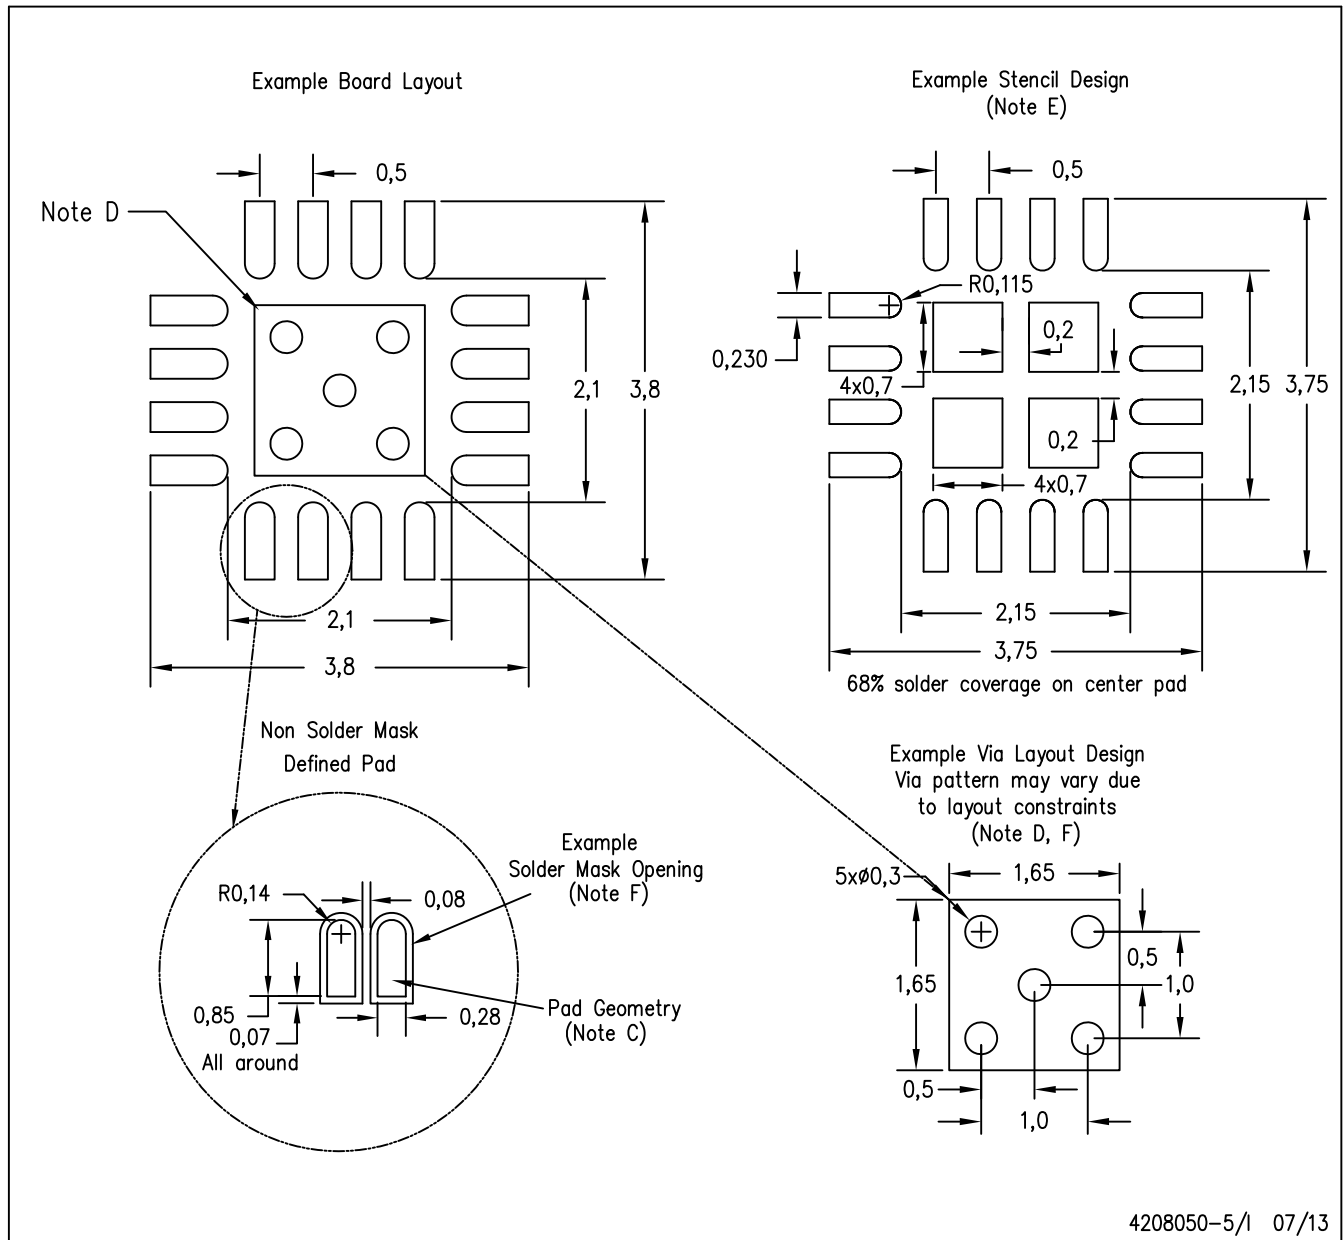 Example Board Layout
0,5
Note D
2,1
3,8
2,1
3,8
Example Stencil Design
(Note E)
0,5
R0,115
0,230
0,2
4x0,7
2,15
3,75
0,2
4x0,7
2,15
3,75
68% solder coverage on center pad
Non Solder Mask
Defined Pad
Example
Solder Mask Opening
(Note F)
R0,14
0,08
0,85
0,07
All around
0,28
Pad Geometry
(Note C)
Example Via Layout Design
Via pattern may vary due
to layout constraints
(Note D, F)
5xø0,3
1,65
1,65
0,5
1,0
0,5
1,0
4208050-5/I 07/13